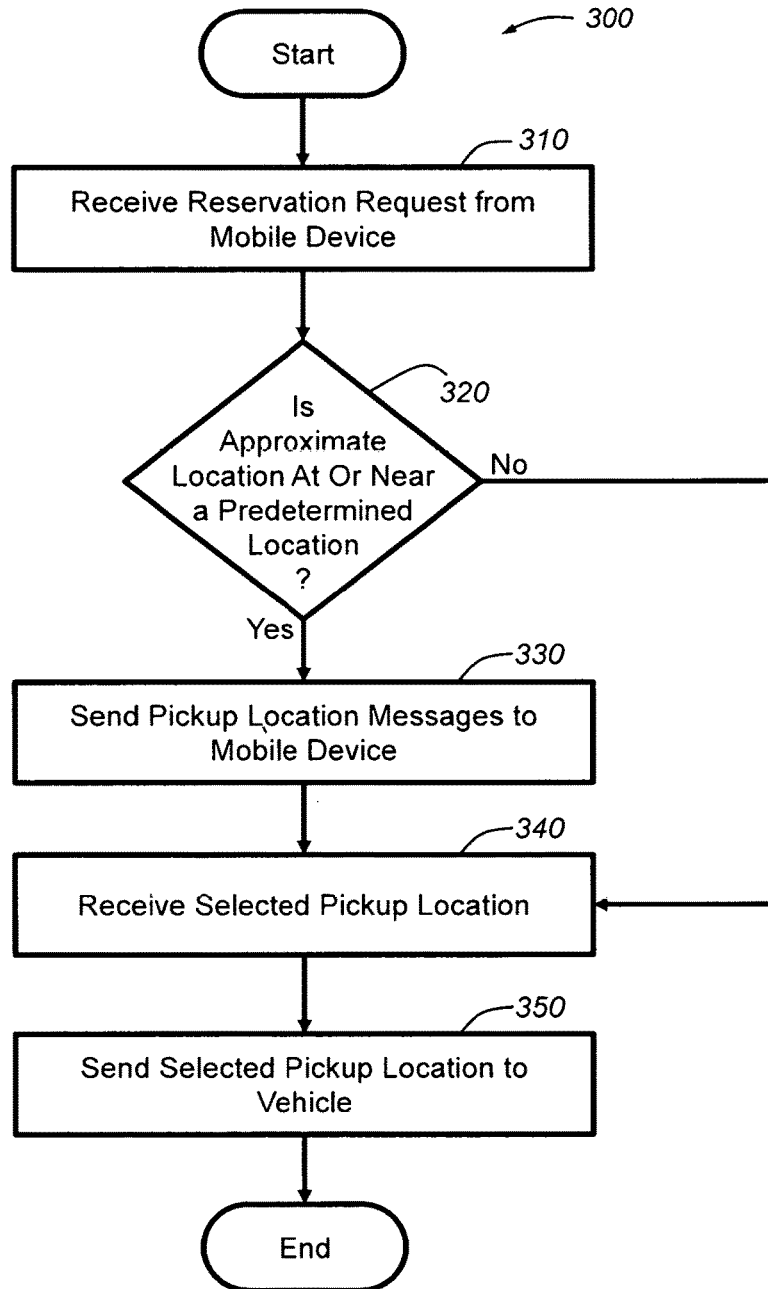 300
Start
310
Receive Reservation Request from
Mobile Device
320
Is
Approximate
Location At Or Near
a Predetermined
Location
?
No
Yes
330
Send Pickup Location Messages to
Mobile Device
340
Receive Selected Pickup Location
350
Send Selected Pickup Location to
Vehicle
End